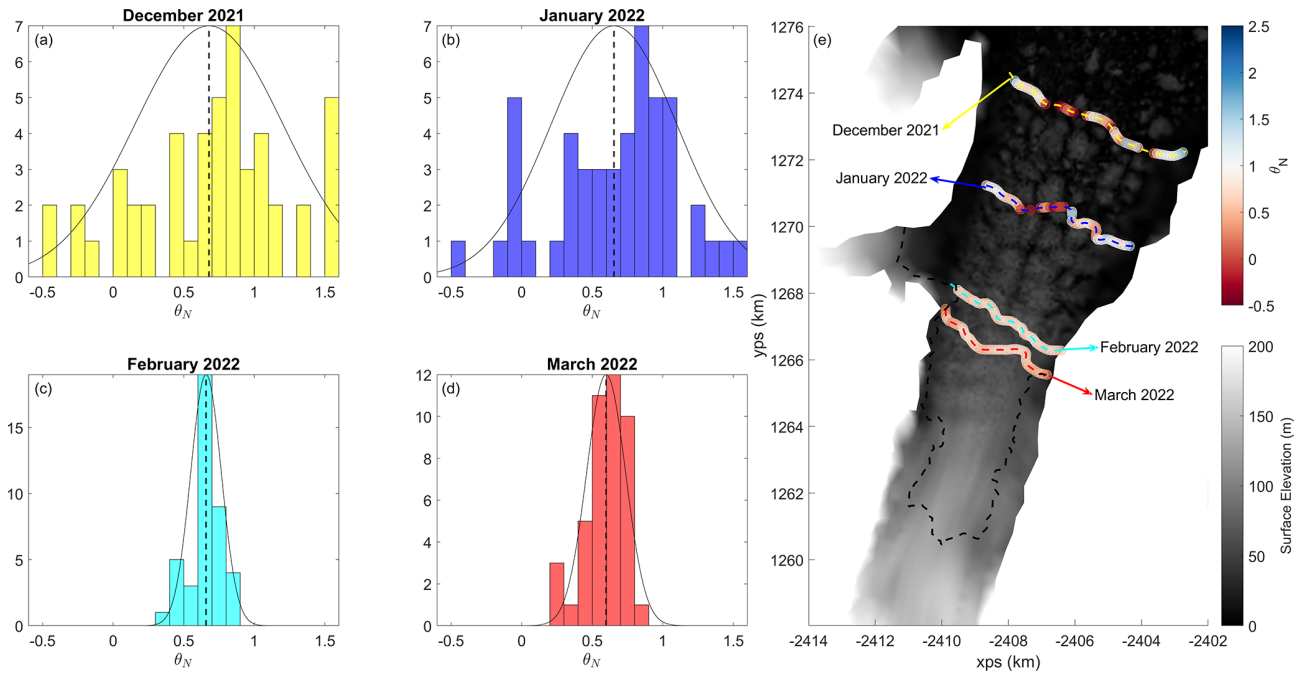 December 2021
(a)
7
6
5
4
3
2
1
0
-0.5 0 0.5 1 1.5
θN
January 2022
(b)
7
6
5
4
3
2
1
0
-0.5 0 0.5 1 1.5
θN
February 2022
(c)
15
10
5
0
-0.5 0 0.5 1 1.5
θN
March 2022
(d)
12
10
8
6
4
2
0
-0.5 0 0.5 1 1.5
θN
(e)
1276
1274
1272
1270
1268
1266
1264
1262
1260
yps (km)
-2414 -2412 -2410 -2408 -2406 -2404 -2402
xps (km)
December 2021
January 2022
February 2022
March 2022
2.5
2
1.5
1
0.5
0
-0.5
θN
200
150
100
50
0
Surface Elevation (m)